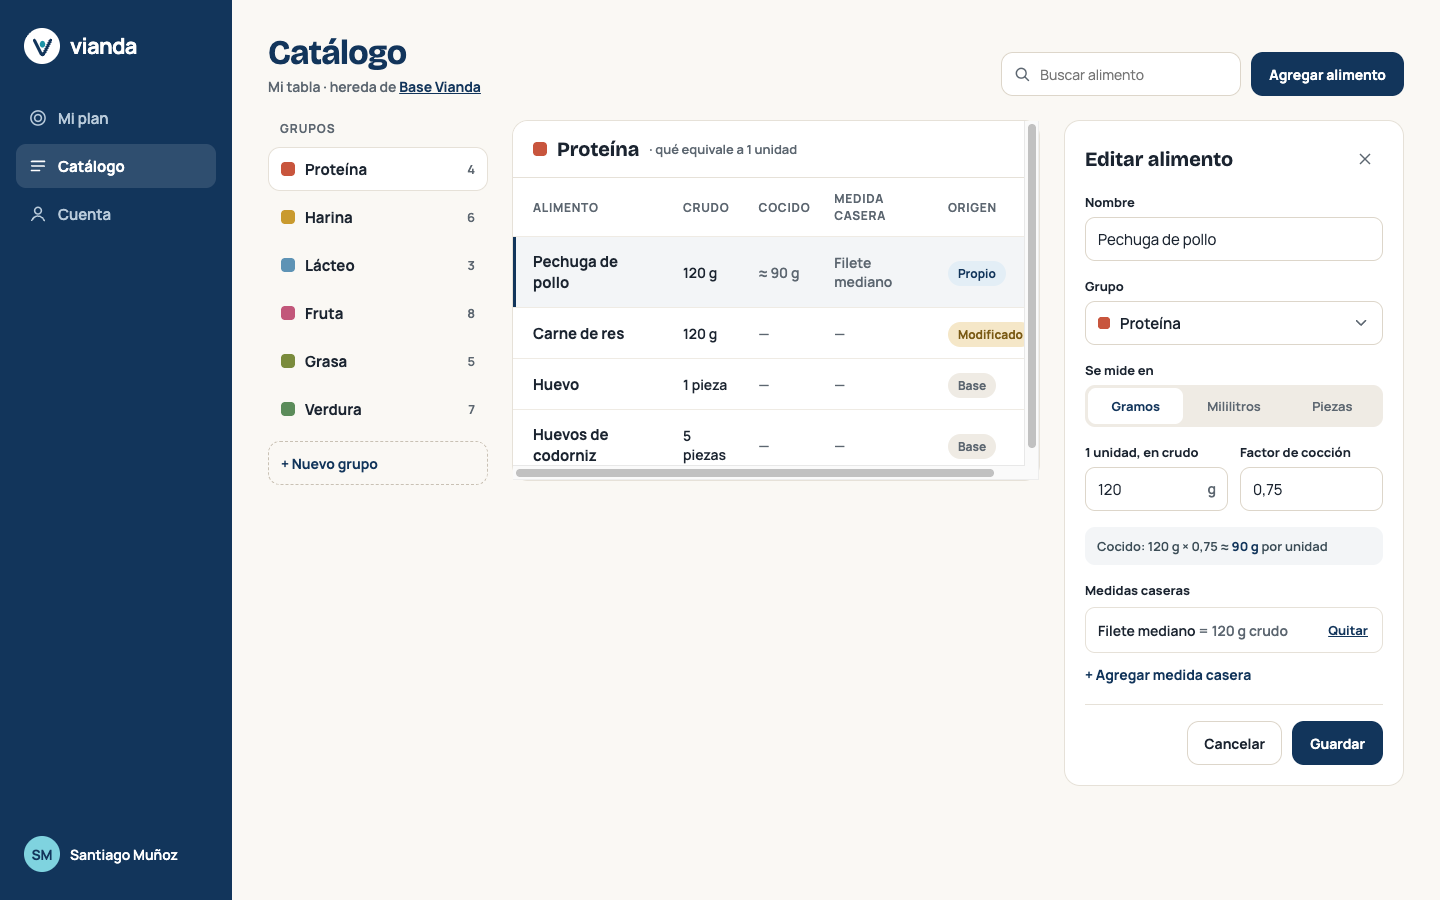 vianda
Mi plan
Catálogo
Cuenta
SM
Santiago Muñoz
Catálogo
Mi tabla · hereda de Base Vianda
Buscar alimento
Agregar alimento
GRUPOS
Proteína 4
Harina 6
Lácteo 3
Fruta 8
Grasa 5
Verdura 7
+ Nuevo grupo
Proteína · qué equivale a 1 unidad
ALIMENTO CRUDO COCIDO MEDIDA CASERA ORIGEN
Pechuga de pollo 120 g ≈ 90 g Filete mediano Propio
Carne de res 120 g — — Modificado
Huevo 1 pieza — — Base
Huevos de codorniz 5 piezas — — Base
Editar alimento
Nombre
Pechuga de pollo
Grupo
Proteína
Se mide en
Gramos Mililitros Piezas
1 unidad, en crudo Factor de cocción
120 g 0,75
Cocido: 120 g × 0,75 ≈ 90 g por unidad
Medidas caseras
Filete mediano = 120 g crudo Quitar
+ Agregar medida casera
Cancelar Guardar